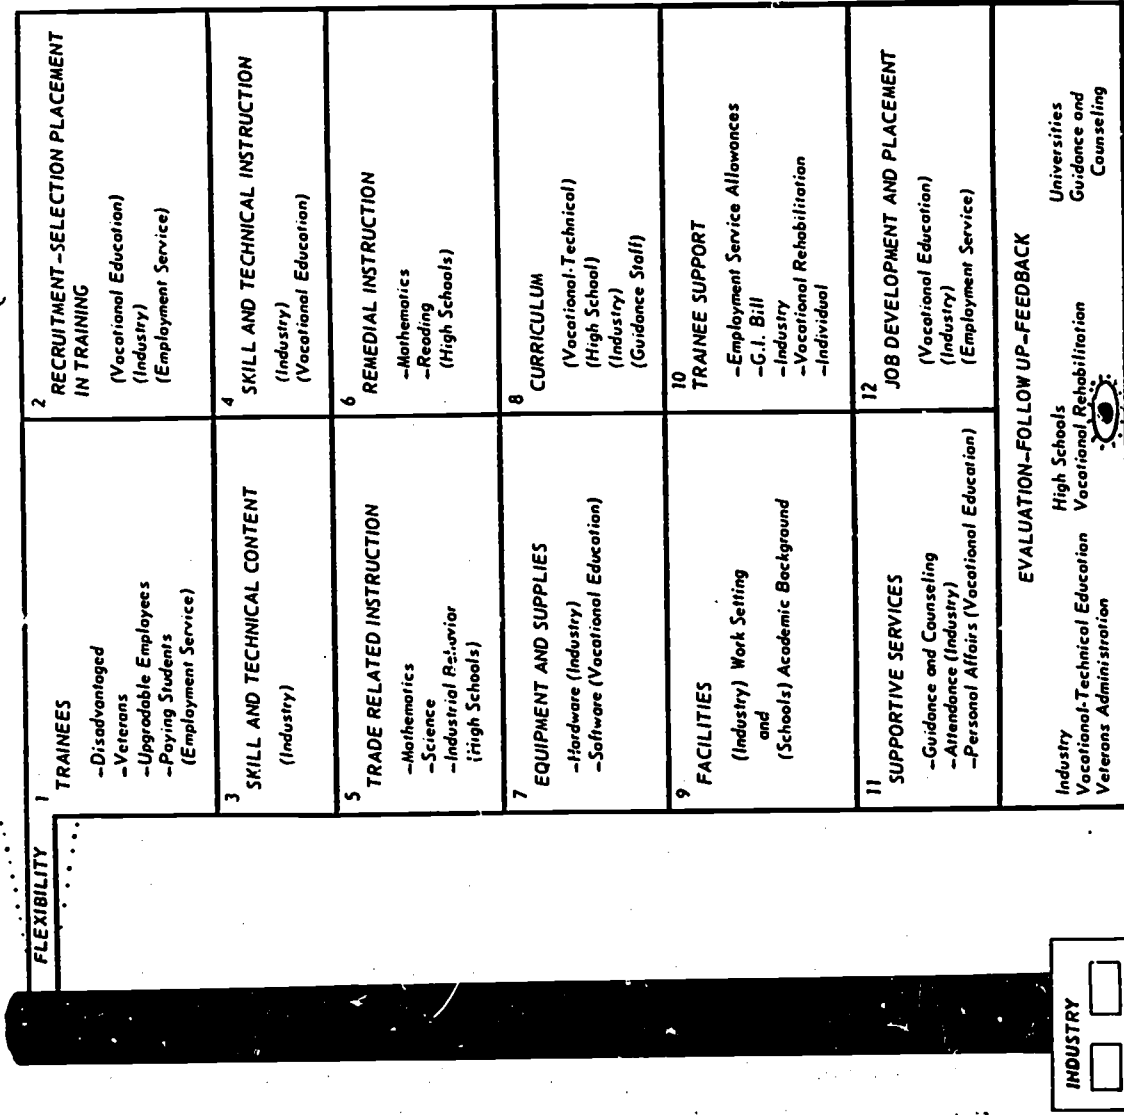 FLEXIBILITY
1
TRAINEES
–Disadvantaged
–Veterans
–Upgradable Employees
–Paying Students
(Employment Service)
2
RECRUITMENT–SELECTION PLACEMENT
IN TRAINING
(Vocational Education)
(Industry)
(Employment Service)
3
SKILL AND TECHNICAL CONTENT
(Industry)
4
SKILL AND TECHNICAL INSTRUCTION
(Industry)
(Vocational Education)
5
TRADE RELATED INSTRUCTION
–Mathematics
–Science
–Industrial Behavior
(High Schools)
6
REMEDIAL INSTRUCTION
–Mathematics
–Reading
(High Schools)
7
EQUIPMENT AND SUPPLIES
–Hardware (Industry)
–Software (Vocational Education)
8
CURRICULUM
(Vocational-Technical)
(High School)
(Industry)
(Guidance Staff)
9
FACILITIES
(Industry) Work Setting
and
(Schools) Academic Background
10
TRAINEE SUPPORT
–Employment Service Allowances
–G.I. Bill
–Industry
–Vocational Rehabilitation
–Individual
11
SUPPORTIVE SERVICES
–Guidance and Counseling
–Attendance (Industry)
–Personal Affairs (Vocational Education)
12
JOB DEVELOPMENT AND PLACEMENT
(Vocational Education)
(Industry)
(Employment Service)
EVALUATION–FOLLOW UP–FEEDBACK
Industry
Vocational-Technical Education
Veterans Administration
High Schools
Vocational Rehabilitation
Universities
Guidance and
Counseling
INDUSTRY